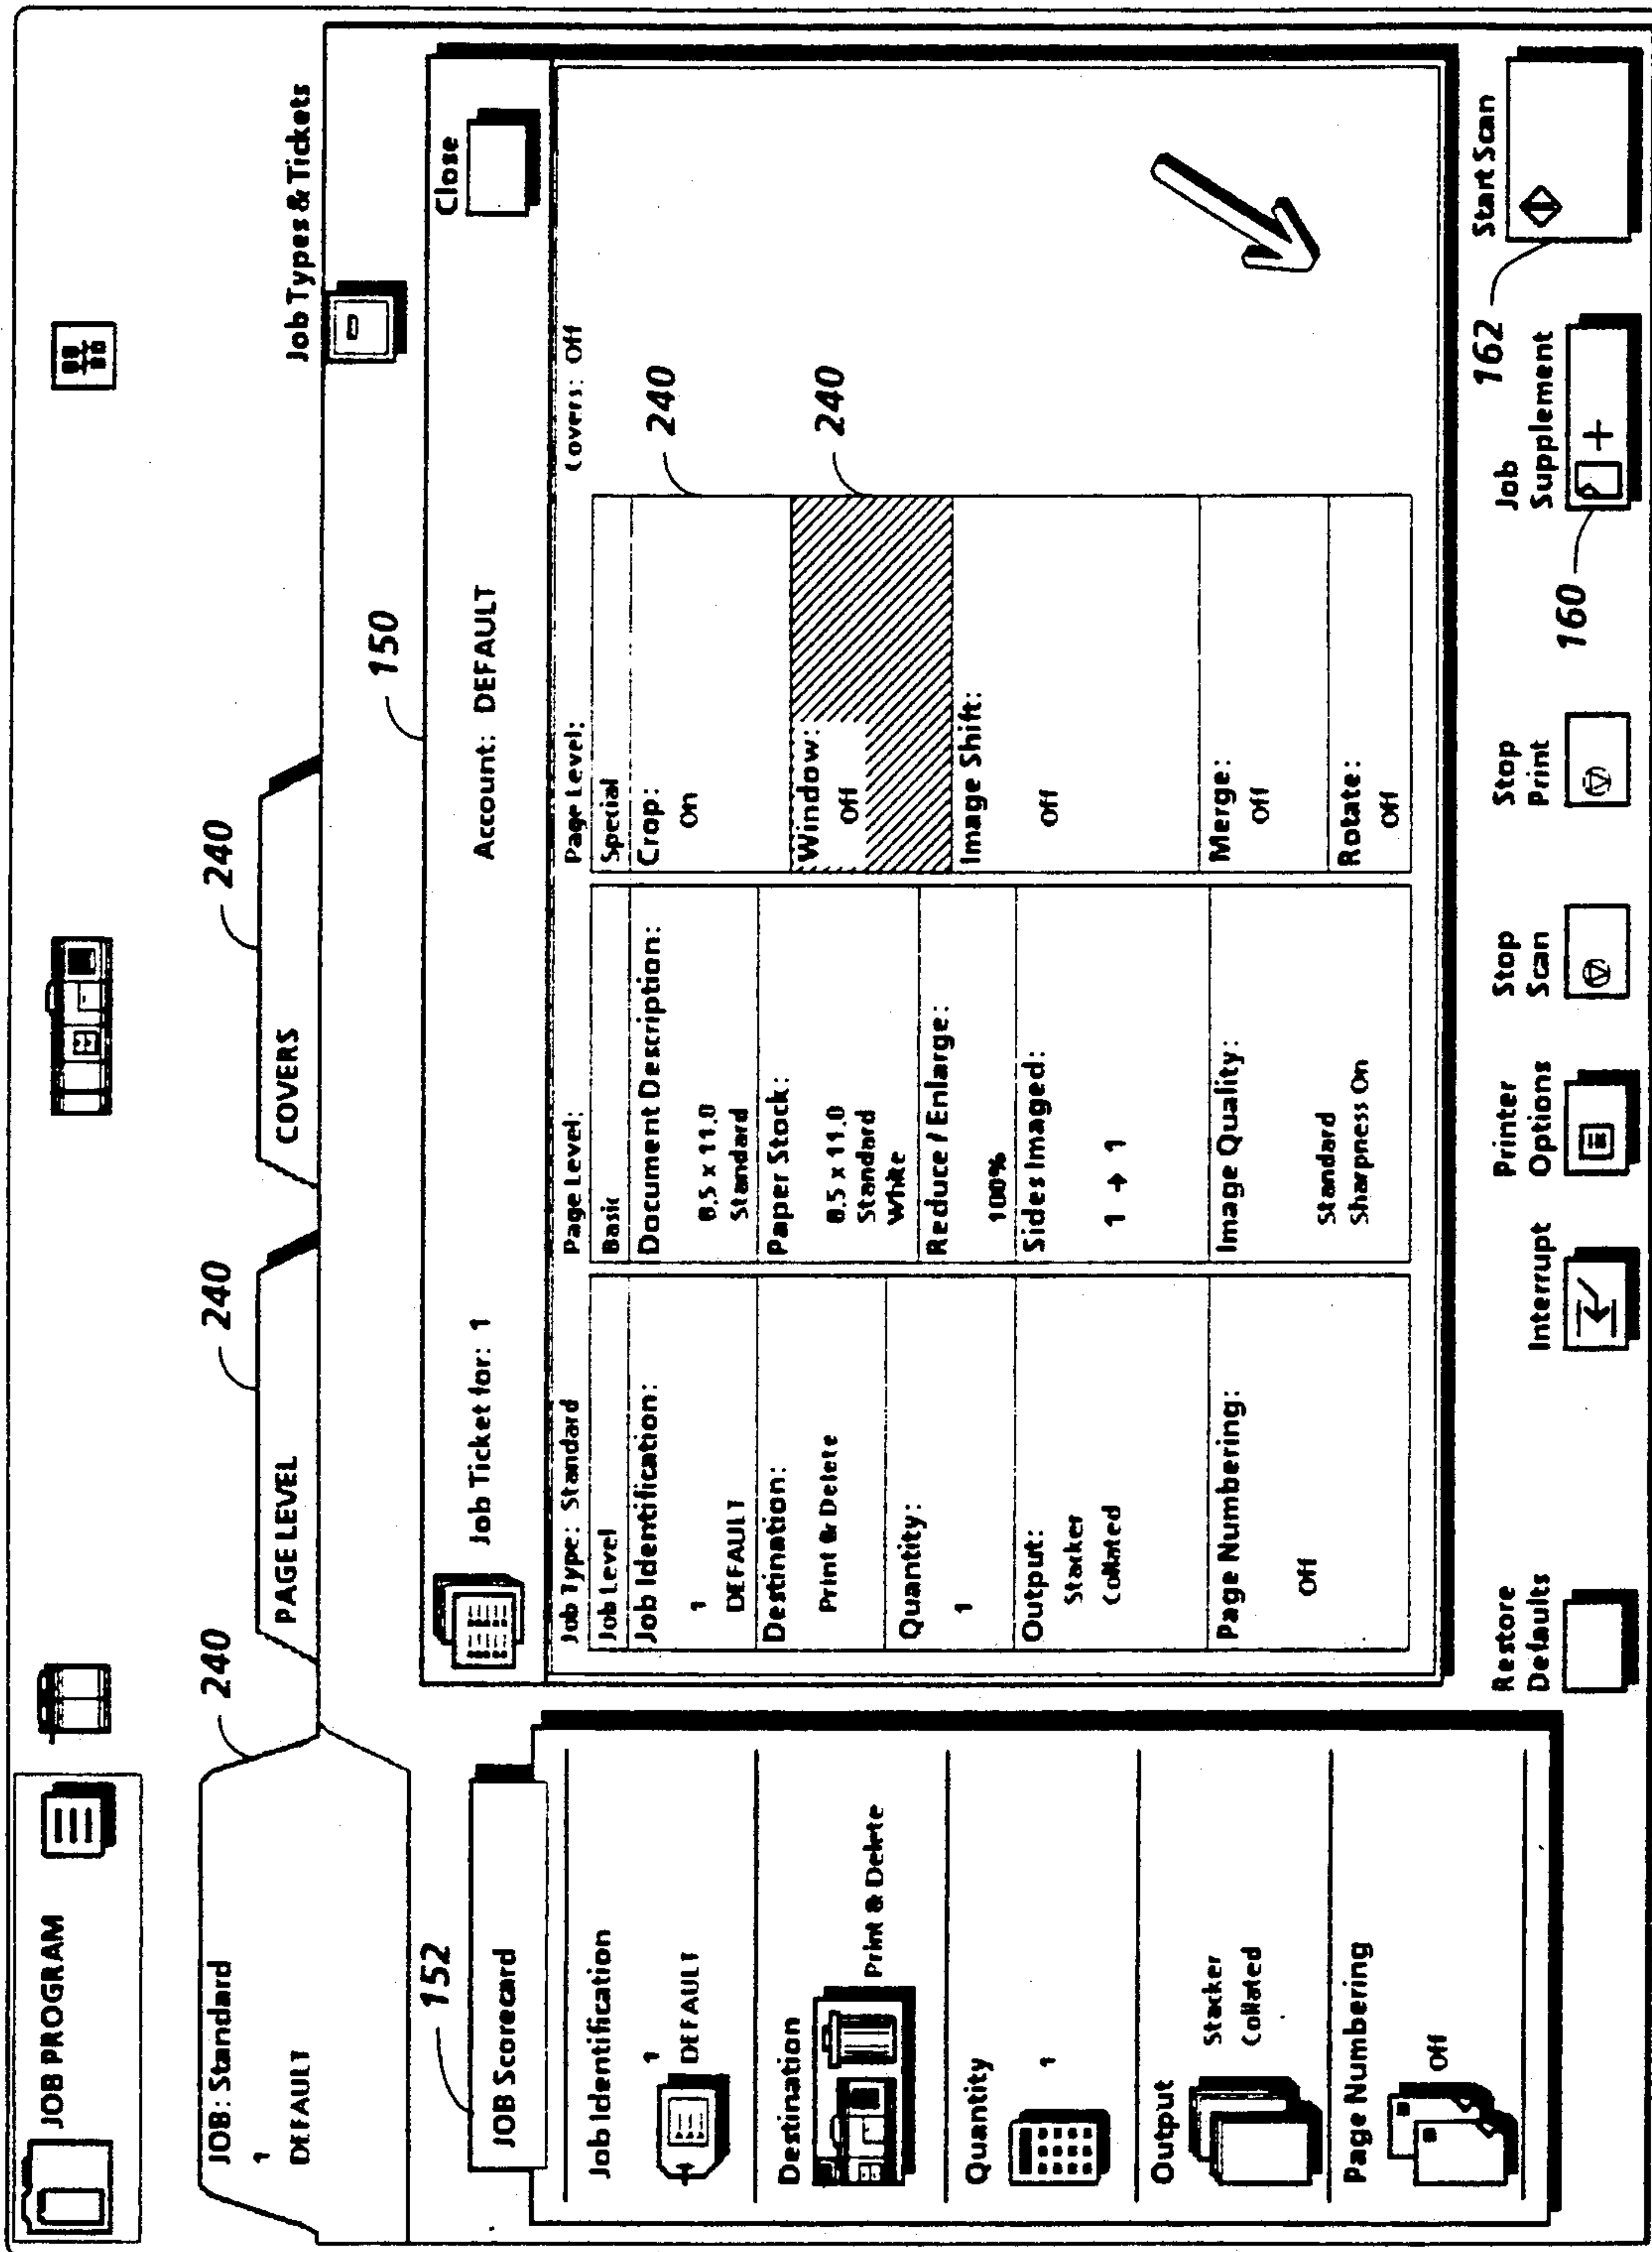 JOB PROGRAM
JOB: Standard
1
DEFAULT
240
PAGE LEVEL
240
COVERS
240
Job Types & Tickets
152
JOB Scorecard
Job Identification
1
DEFAULT
Destination
Print & Delete
Quantity
1
Output
Stacker
Collated
Page Numbering
Off
150
Job Ticket for: 1
Account: DEFAULT
Close
Job Type: Standard
Job Level
Job Identification:
1
DEFAULT
Destination:
Print & Delete
Quantity:
1
Output:
Stacker
Collated
Page Numbering:
Off
Page Level:
Basic
Document Description:
8.5 x 11.0
Standard
Paper Stock:
8.5 x 11.0
Standard
White
Reduce / Enlarge:
100%
Sides Imaged:
1 → 1
Image Quality:
Standard
Sharpness On
Page Level:
Special
Crop:
On
240
Window:
Off
240
Image Shift:
Off
Merge:
Off
Rotate:
Off
Covers: Off
Restore
Defaults
Interrupt
Printer
Options
Stop
Scan
Stop
Print
160
Job
Supplement
162
Start Scan